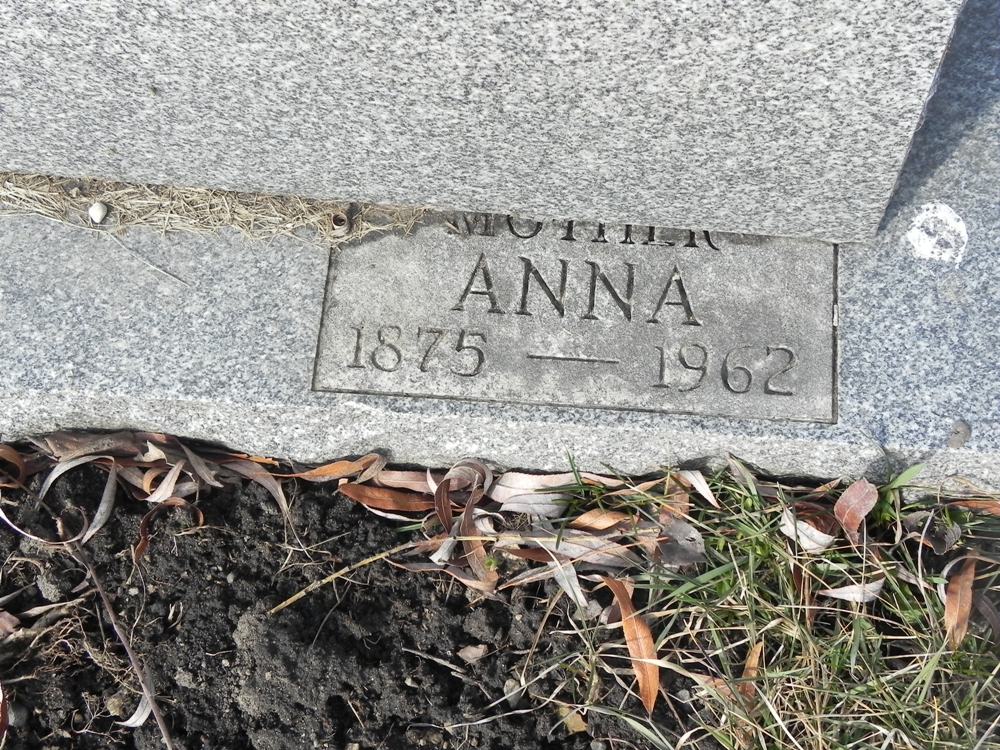 MOTHER
ANNA
1875 — 1962